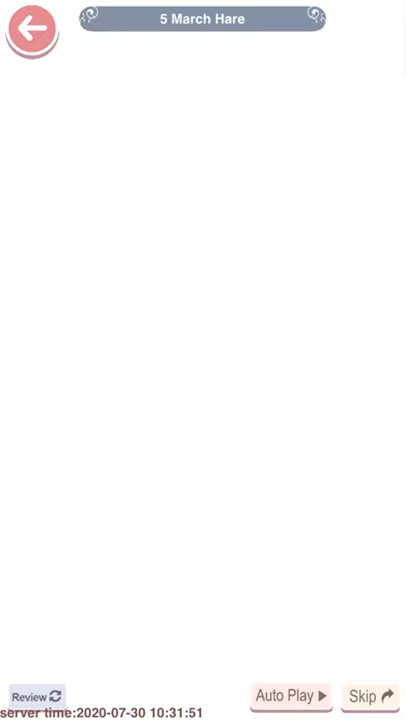 5 March Hare
Review
Auto Play
Skip
server time:2020-07-30 10:31:51